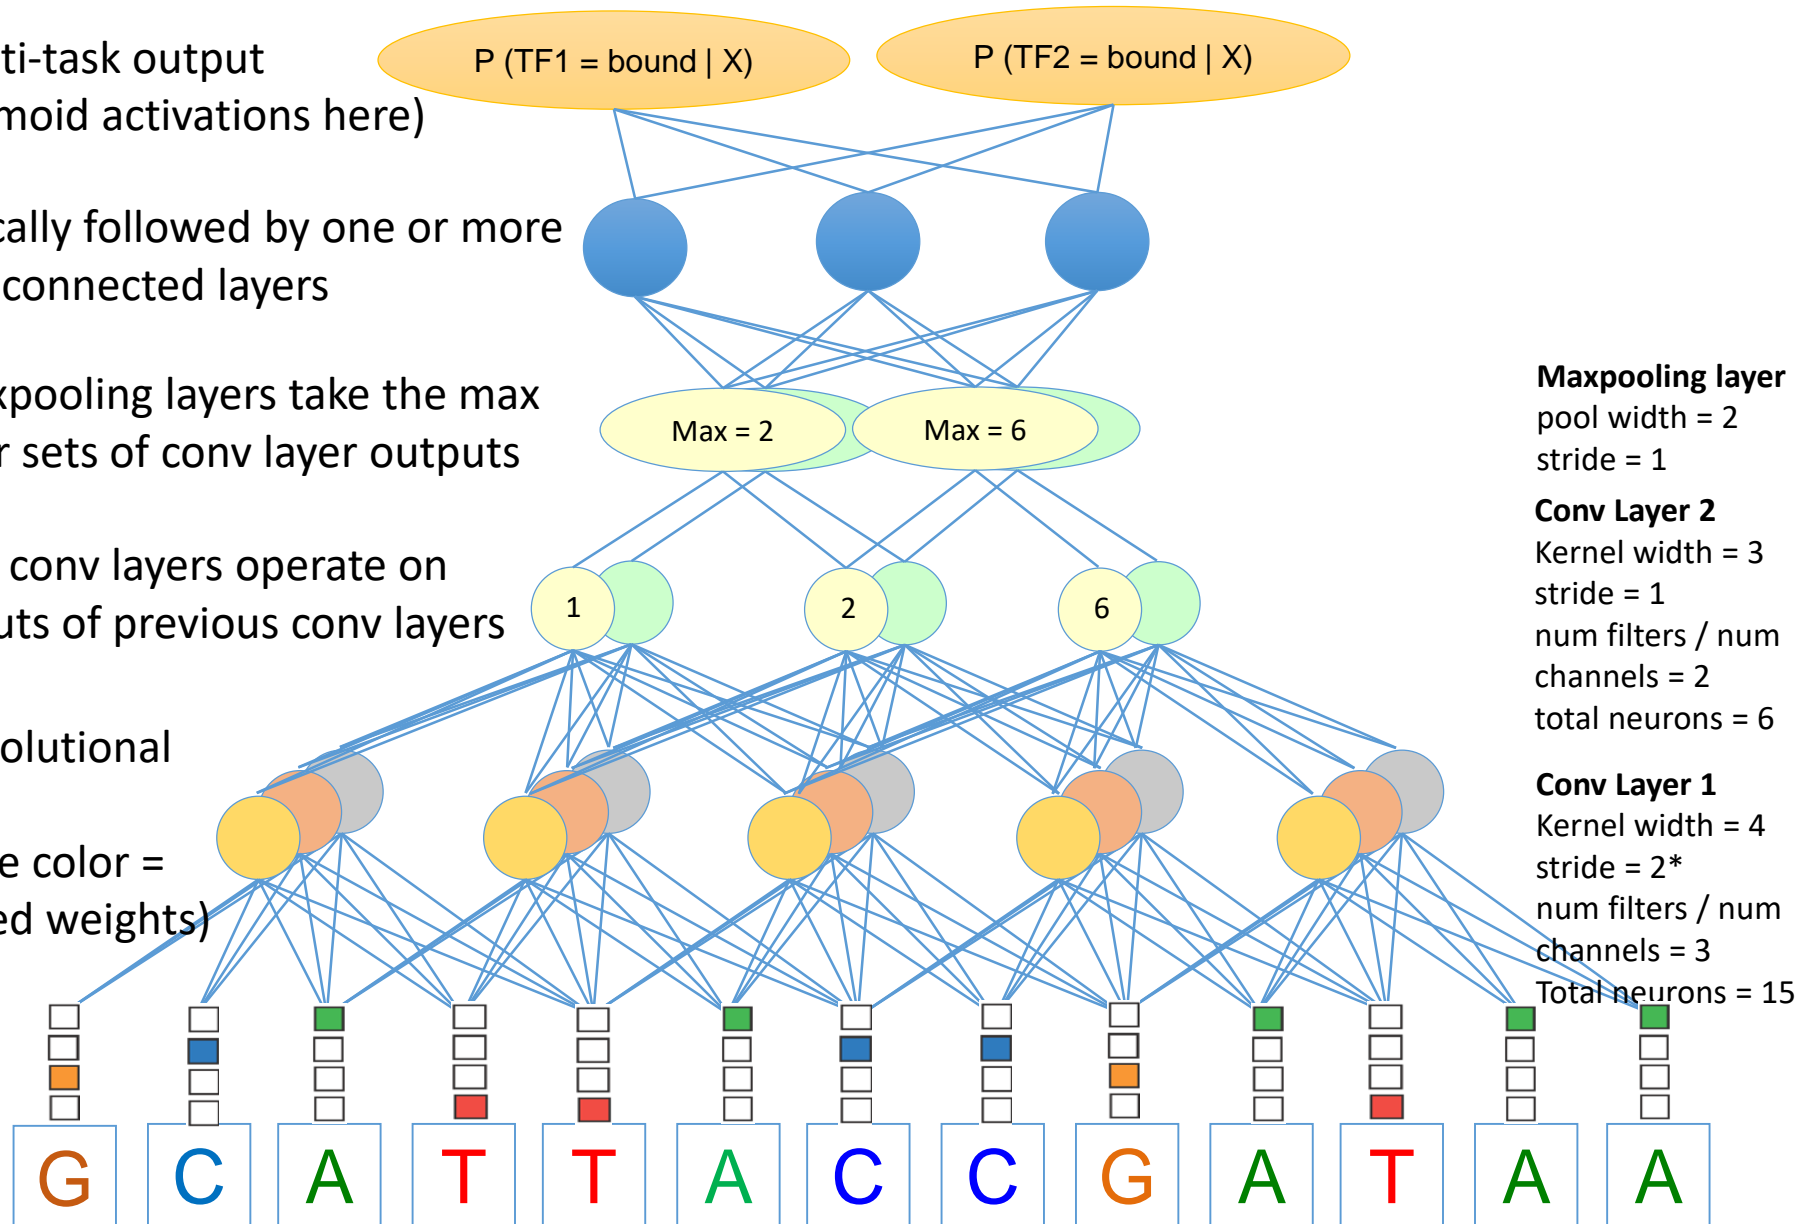 ti-task output
moid activations here)
P (TF1 = bound | X)
P (TF2 = bound | X)
cally followed by one or more
connected layers
xpooling layers take the max
r sets of conv layer outputs
Max = 2
Max = 6
Maxpooling layer
pool width = 2
stride = 1
conv layers operate on
uts of previous conv layers
1
2
6
Conv Layer 2
Kernel width = 3
stride = 1
num filters / num
channels = 2
total neurons = 6
olutional
e color =
ed weights)
Conv Layer 1
Kernel width = 4
stride = 2*
num filters / num
channels = 3
Total neurons = 15
G C A T T A C C G A T A A